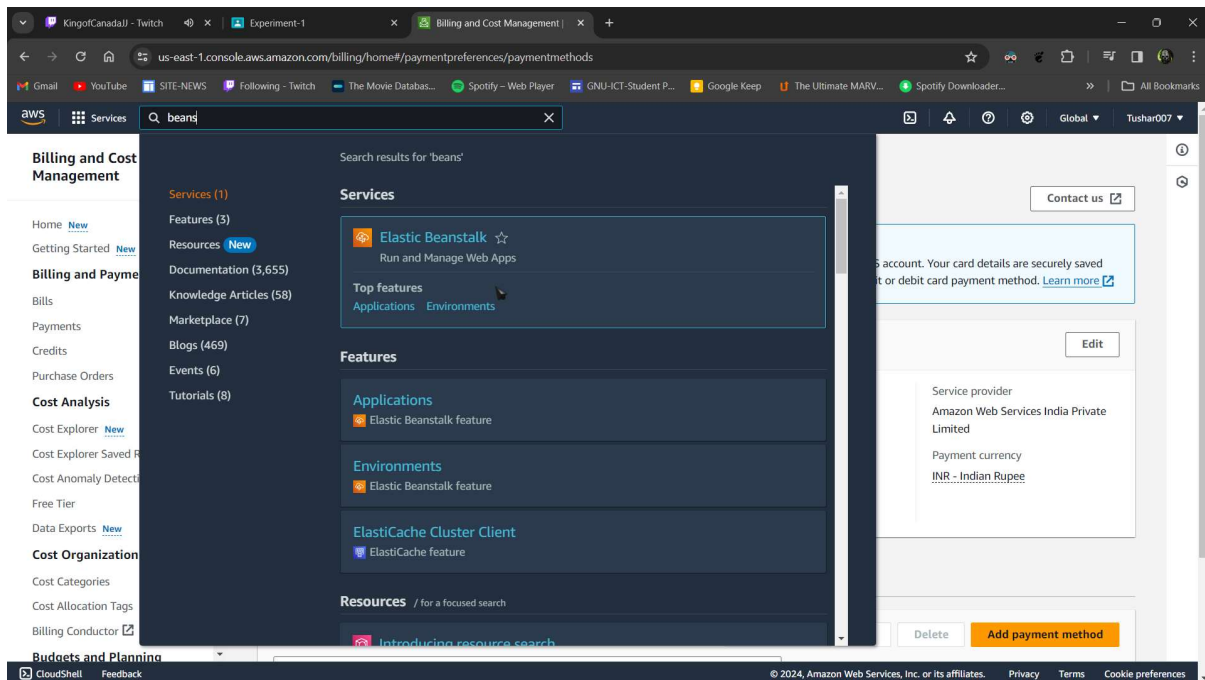 KingofCanadaJJ - Twitch
Experiment-1
Billing and Cost Management |
us-east-1.console.aws.amazon.com/billing/home#/paymentpreferences/paymentmethods
Gmail
YouTube
SITE-NEWS
Following - Twitch
The Movie Databas...
Spotify – Web Player
GNU-ICT-Student P...
Google Keep
The Ultimate MARV...
Spotify Downloader...
»
All Bookmarks
aws
Services
beans
Global
Tushar007
Billing and Cost
Management
Home New
Getting Started New
Billing and Payme
Bills
Payments
Credits
Purchase Orders
Cost Analysis
Cost Explorer New
Cost Explorer Saved R
Cost Anomaly Detecti
Free Tier
Data Exports New
Cost Organization
Cost Categories
Cost Allocation Tags
Billing Conductor
Budgets and Planning
Services (1)
Features (3)
Resources New
Documentation (3,655)
Knowledge Articles (58)
Marketplace (7)
Blogs (469)
Events (6)
Tutorials (8)
Search results for 'beans'
Services
Elastic Beanstalk
Run and Manage Web Apps
Top features
Applications Environments
Features
Applications
Elastic Beanstalk feature
Environments
Elastic Beanstalk feature
ElastiCache Cluster Client
ElastiCache feature
Resources / for a focused search
Introducing resource search
Contact us
S account. Your card details are securely saved
it or debit card payment method. Learn more
Edit
Service provider
Amazon Web Services India Private
Limited
Payment currency
INR - Indian Rupee
Delete
Add payment method
CloudShell
Feedback
© 2024, Amazon Web Services, Inc. or its affiliates.
Privacy
Terms
Cookie preferences